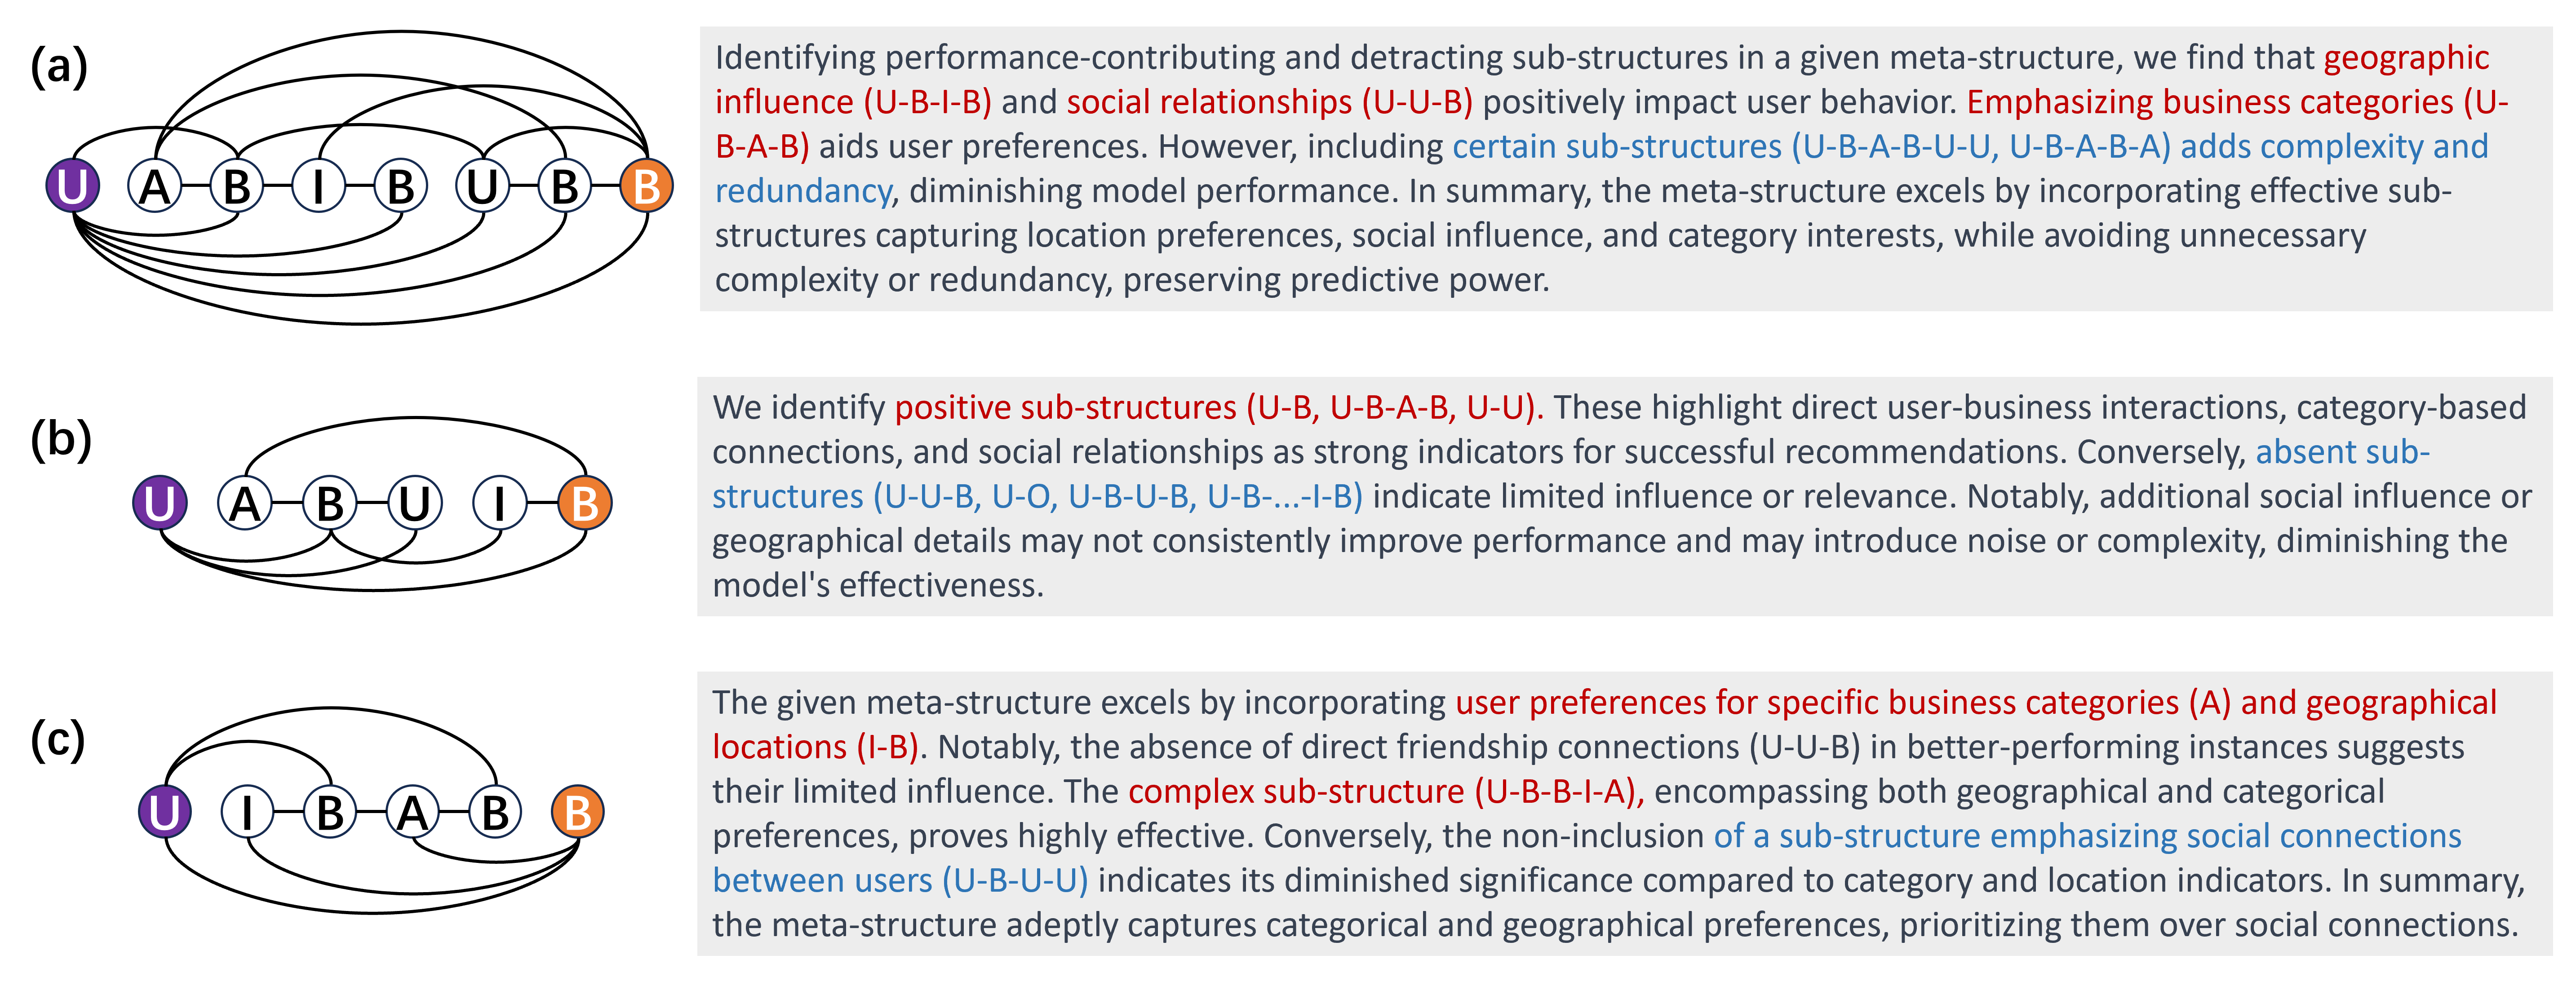 (a)
U A B I B U B B
Identifying performance-contributing and detracting sub-structures in a given meta-structure, we find that geographic
influence (U-B-I-B) and social relationships (U-U-B) positively impact user behavior. Emphasizing business categories (U-
B-A-B) aids user preferences. However, including certain sub-structures (U-B-A-B-U-U, U-B-A-B-A) adds complexity and
redundancy, diminishing model performance. In summary, the meta-structure excels by incorporating effective sub-
structures capturing location preferences, social influence, and category interests, while avoiding unnecessary
complexity or redundancy, preserving predictive power.
(b)
U A B U I B
We identify positive sub-structures (U-B, U-B-A-B, U-U). These highlight direct user-business interactions, category-based
connections, and social relationships as strong indicators for successful recommendations. Conversely, absent sub-
structures (U-U-B, U-O, U-B-U-B, U-B-...-I-B) indicate limited influence or relevance. Notably, additional social influence or
geographical details may not consistently improve performance and may introduce noise or complexity, diminishing the
model's effectiveness.
(c)
U I B A B B
The given meta-structure excels by incorporating user preferences for specific business categories (A) and geographical
locations (I-B). Notably, the absence of direct friendship connections (U-U-B) in better-performing instances suggests
their limited influence. The complex sub-structure (U-B-B-I-A), encompassing both geographical and categorical
preferences, proves highly effective. Conversely, the non-inclusion of a sub-structure emphasizing social connections
between users (U-B-U-U) indicates its diminished significance compared to category and location indicators. In summary,
the meta-structure adeptly captures categorical and geographical preferences, prioritizing them over social connections.